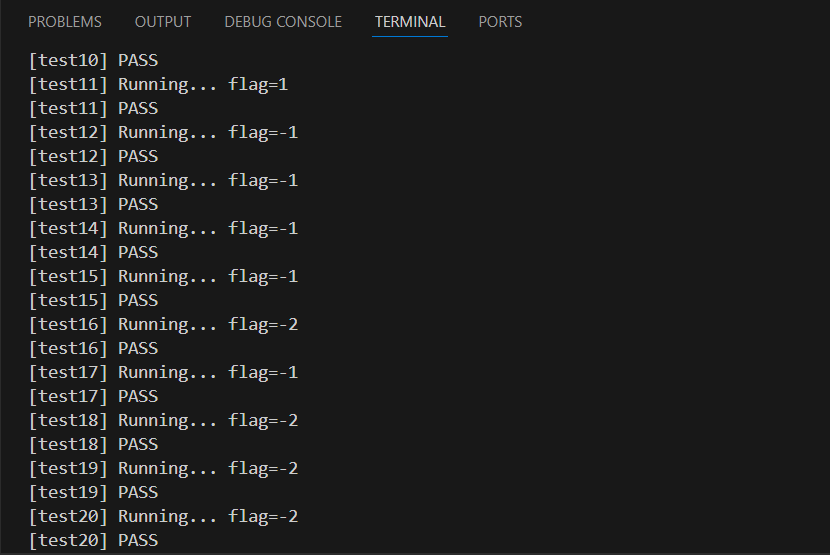 PROBLEMS OUTPUT DEBUG CONSOLE TERMINAL PORTS
[test10] PASS
[test11] Running... flag=1
[test11] PASS
[test12] Running... flag=-1
[test12] PASS
[test13] Running... flag=-1
[test13] PASS
[test14] Running... flag=-1
[test14] PASS
[test15] Running... flag=-1
[test15] PASS
[test16] Running... flag=-2
[test16] PASS
[test17] Running... flag=-1
[test17] PASS
[test18] Running... flag=-2
[test18] PASS
[test19] Running... flag=-2
[test19] PASS
[test20] Running... flag=-2
[test20] PASS